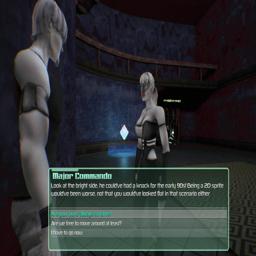 Major Commando
Look at the bright side, he could've had a knack for the early 90s! Being a 2D sprite
would've been worse, not that you would've looked flat in that scenario either.
Are we free to move around at least?
I have to go now.